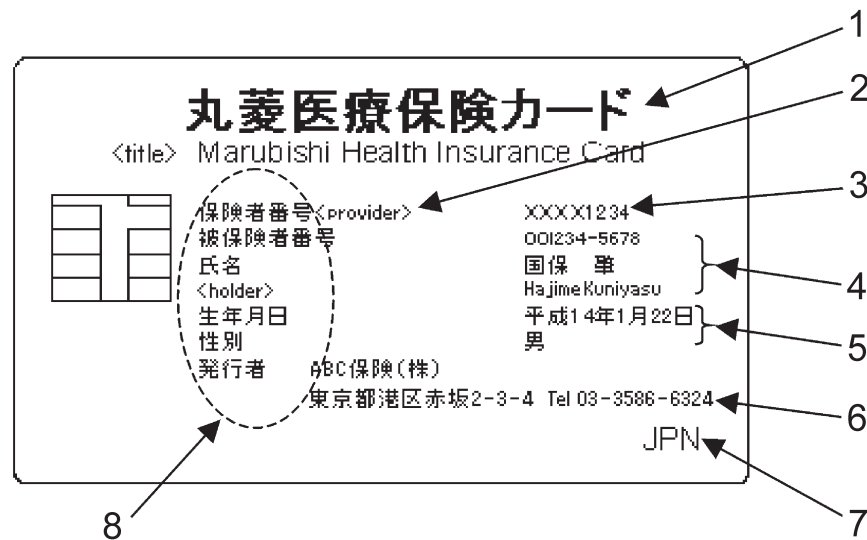 1
丸菱医療保険カード
2
<title> Marubishi Health Insurance Card
3
保険者番号<provider> XXXX1234
被保険者番号 001234-5678
氏名 国保 肇
4
<holder> Hajime Kuniyasu
生年月日 平成14年1月22日
5
性別 男
発行者 ABC保険(株)
東京都港区赤坂2-3-4 Tel 03-3586-6324
6
JPN
8 7